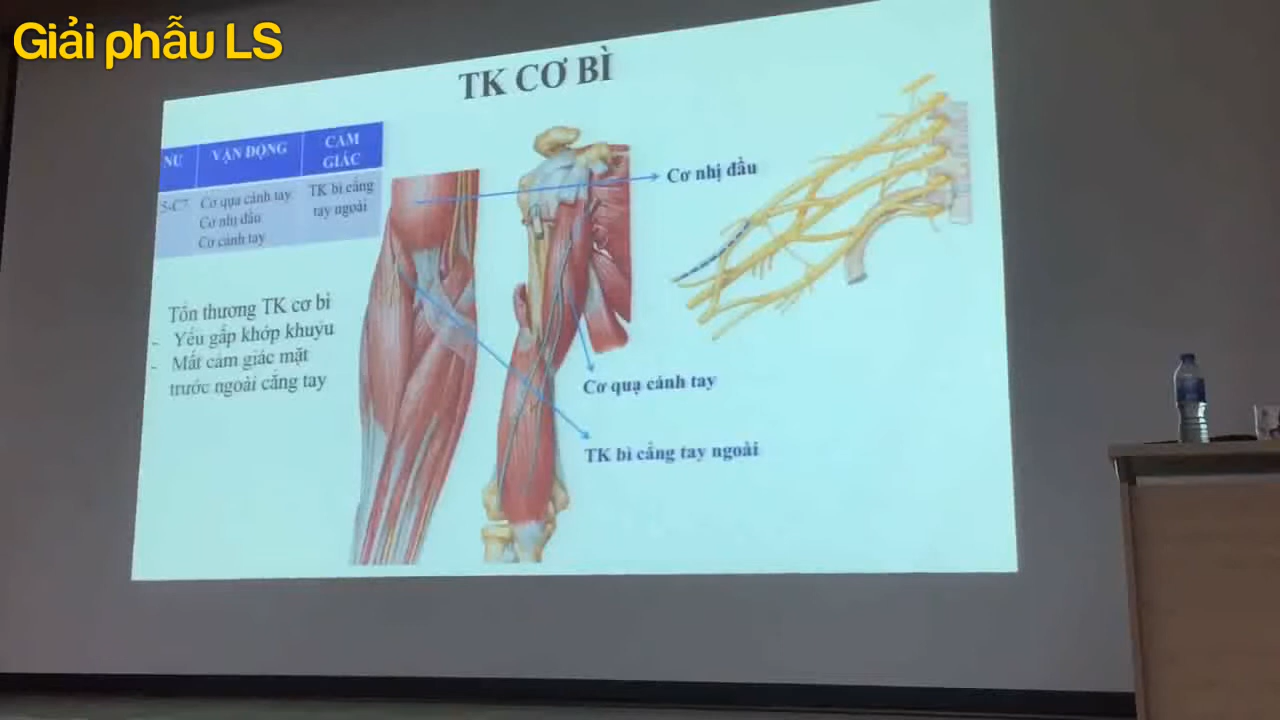 Giải phẫu LS
TK CƠ BÌ
VẬN ĐỘNG
CẢM
GIÁC
5-C7
Cơ quạ cánh tay
Cơ nhị đầu
Cơ cánh tay
TK bì cẳng
tay ngoài
Tổn thương TK cơ bì
- Yếu gấp khớp khuỷu
- Mất cảm giác mặt
trước ngoài cẳng tay
Cơ nhị đầu
Cơ quạ cánh tay
TK bì cẳng tay ngoài